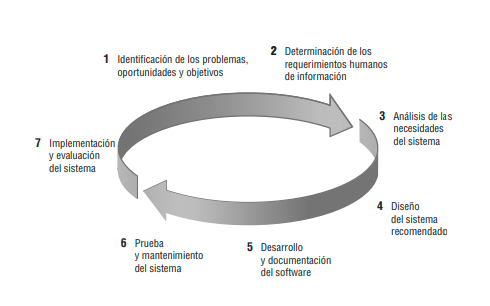 1 Identificación de los problemas,
oportunidades y objetivos
2 Determinación de los
requerimientos humanos
de información
3 Análisis de las
necesidades
del sistema
4 Diseño
del sistema
recomendado
5 Desarrollo
y documentación
del software
6 Prueba
y mantenimiento
del sistema
7 Implementación
y evaluación
del sistema